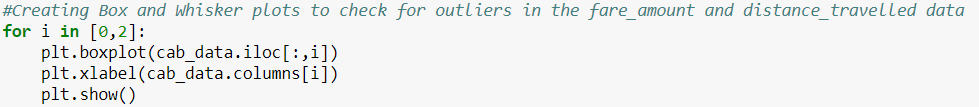 #Creating Box and Whisker plots to check for outliers in the fare_amount and distance_travelled data
for i in [0,2]:
    plt.boxplot(cab_data.iloc[:,i])
    plt.xlabel(cab_data.columns[i])
    plt.show()